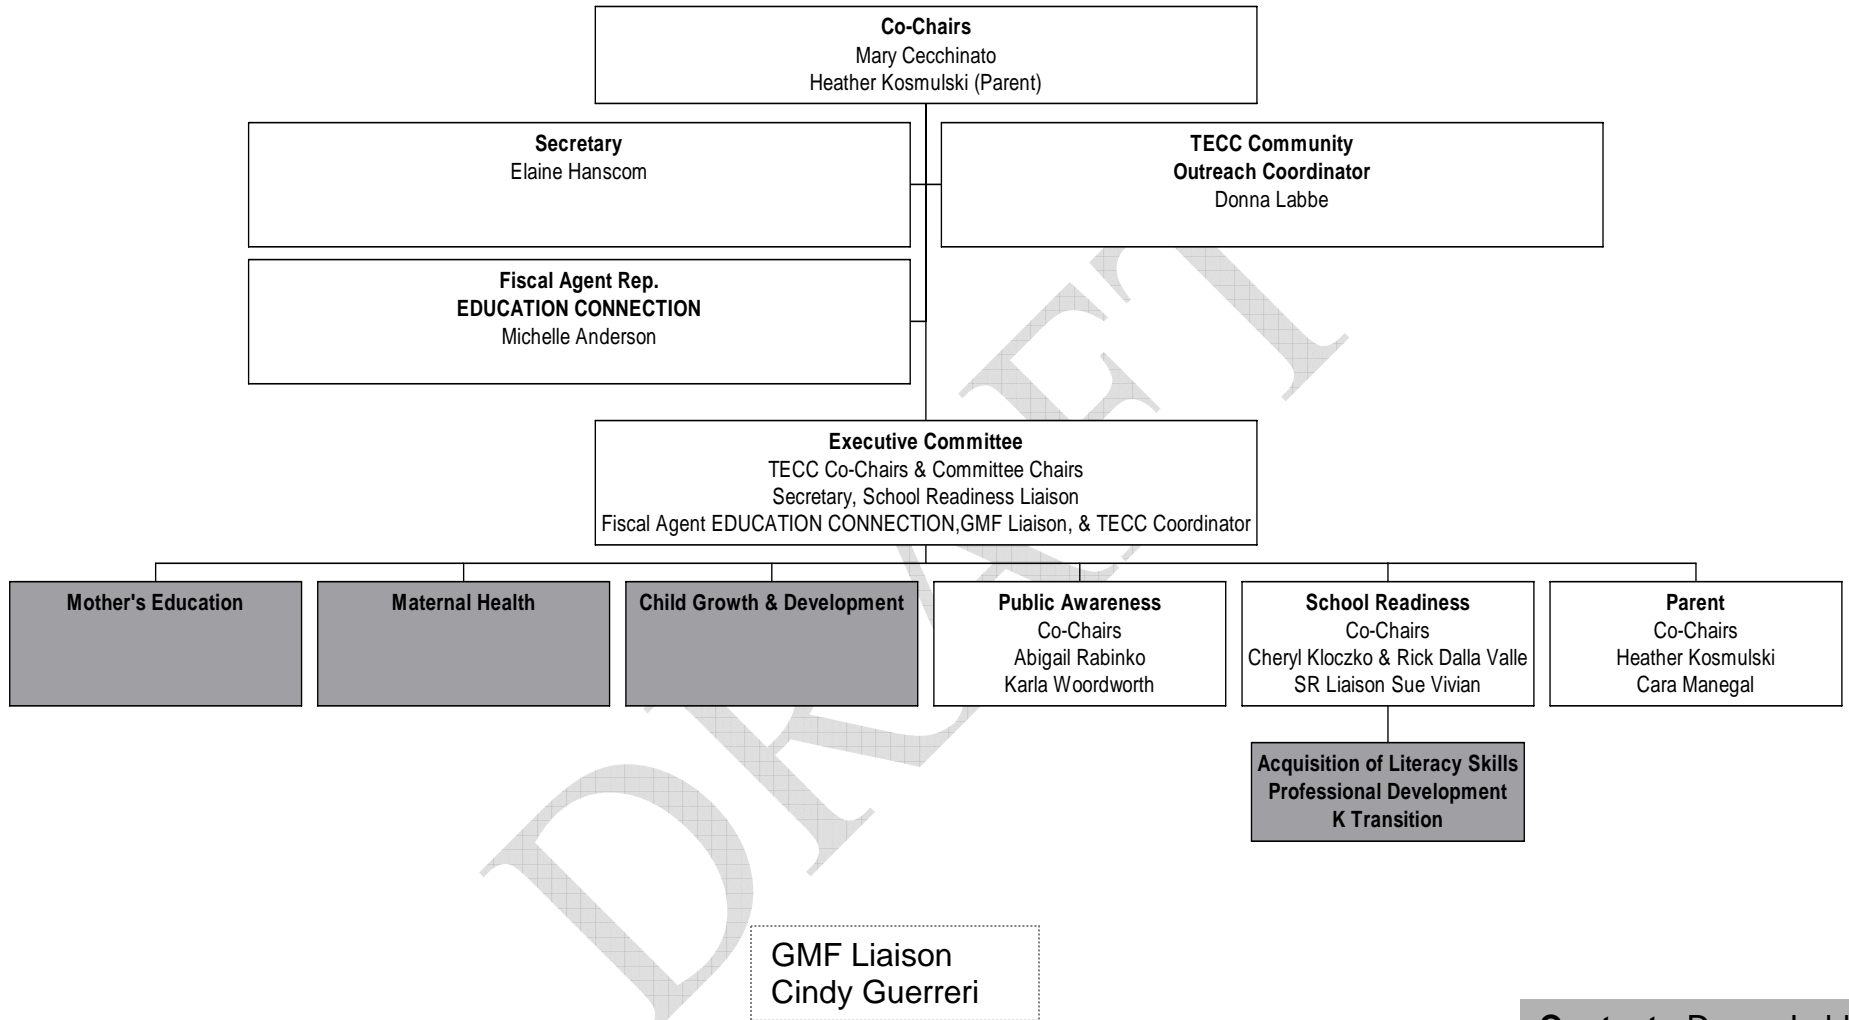 Co-Chairs
Mary Cecchinato
Heather Kosmulski (Parent)
Secretary
Elaine Hanscom
TECC Community
Outreach Coordinator
Donna Labbe
Fiscal Agent Rep.
EDUCATION CONNECTION
Michelle Anderson
Executive Committee
TECC Co-Chairs & Committee Chairs
Secretary, School Readiness Liaison
Fiscal Agent EDUCATION CONNECTION,GMF Liaison, & TECC Coordinator
Mother's Education
Maternal Health
Child Growth & Development
Public Awareness
Co-Chairs
Abigail Rabinko
Karla Woordworth
School Readiness
Co-Chairs
Cheryl Kloczko & Rick Dalla Valle
SR Liaison Sue Vivian
Parent
Co-Chairs
Heather Kosmulski
Cara Manegal
Acquisition of Literacy Skills
Professional Development
K Transition
DRAFT
GMF Liaison
Cindy Guerreri